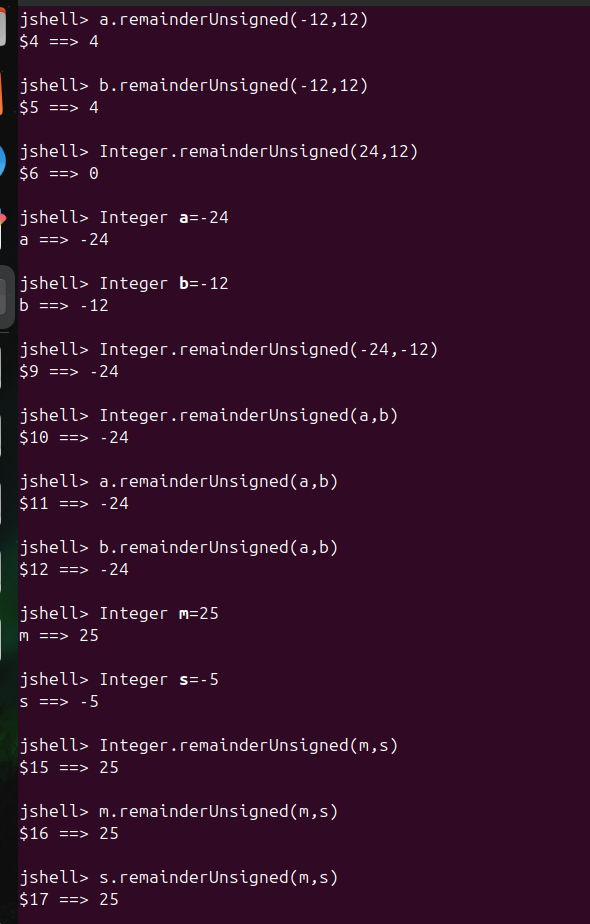 jshell> a.remainderUnsigned(-12,12)
$4 ==> 4
jshell> b.remainderUnsigned(-12,12)
$5 ==> 4
jshell> Integer.remainderUnsigned(24,12)
$6 ==> 0
jshell> Integer a=-24
a ==> -24
jshell> Integer b=-12
b ==> -12
jshell> Integer.remainderUnsigned(-24,-12)
$9 ==> -24
jshell> Integer.remainderUnsigned(a,b)
$10 ==> -24
jshell> a.remainderUnsigned(a,b)
$11 ==> -24
jshell> b.remainderUnsigned(a,b)
$12 ==> -24
jshell> Integer m=25
m ==> 25
jshell> Integer s=-5
s ==> -5
jshell> Integer.remainderUnsigned(m,s)
$15 ==> 25
jshell> m.remainderUnsigned(m,s)
$16 ==> 25
jshell> s.remainderUnsigned(m,s)
$17 ==> 25